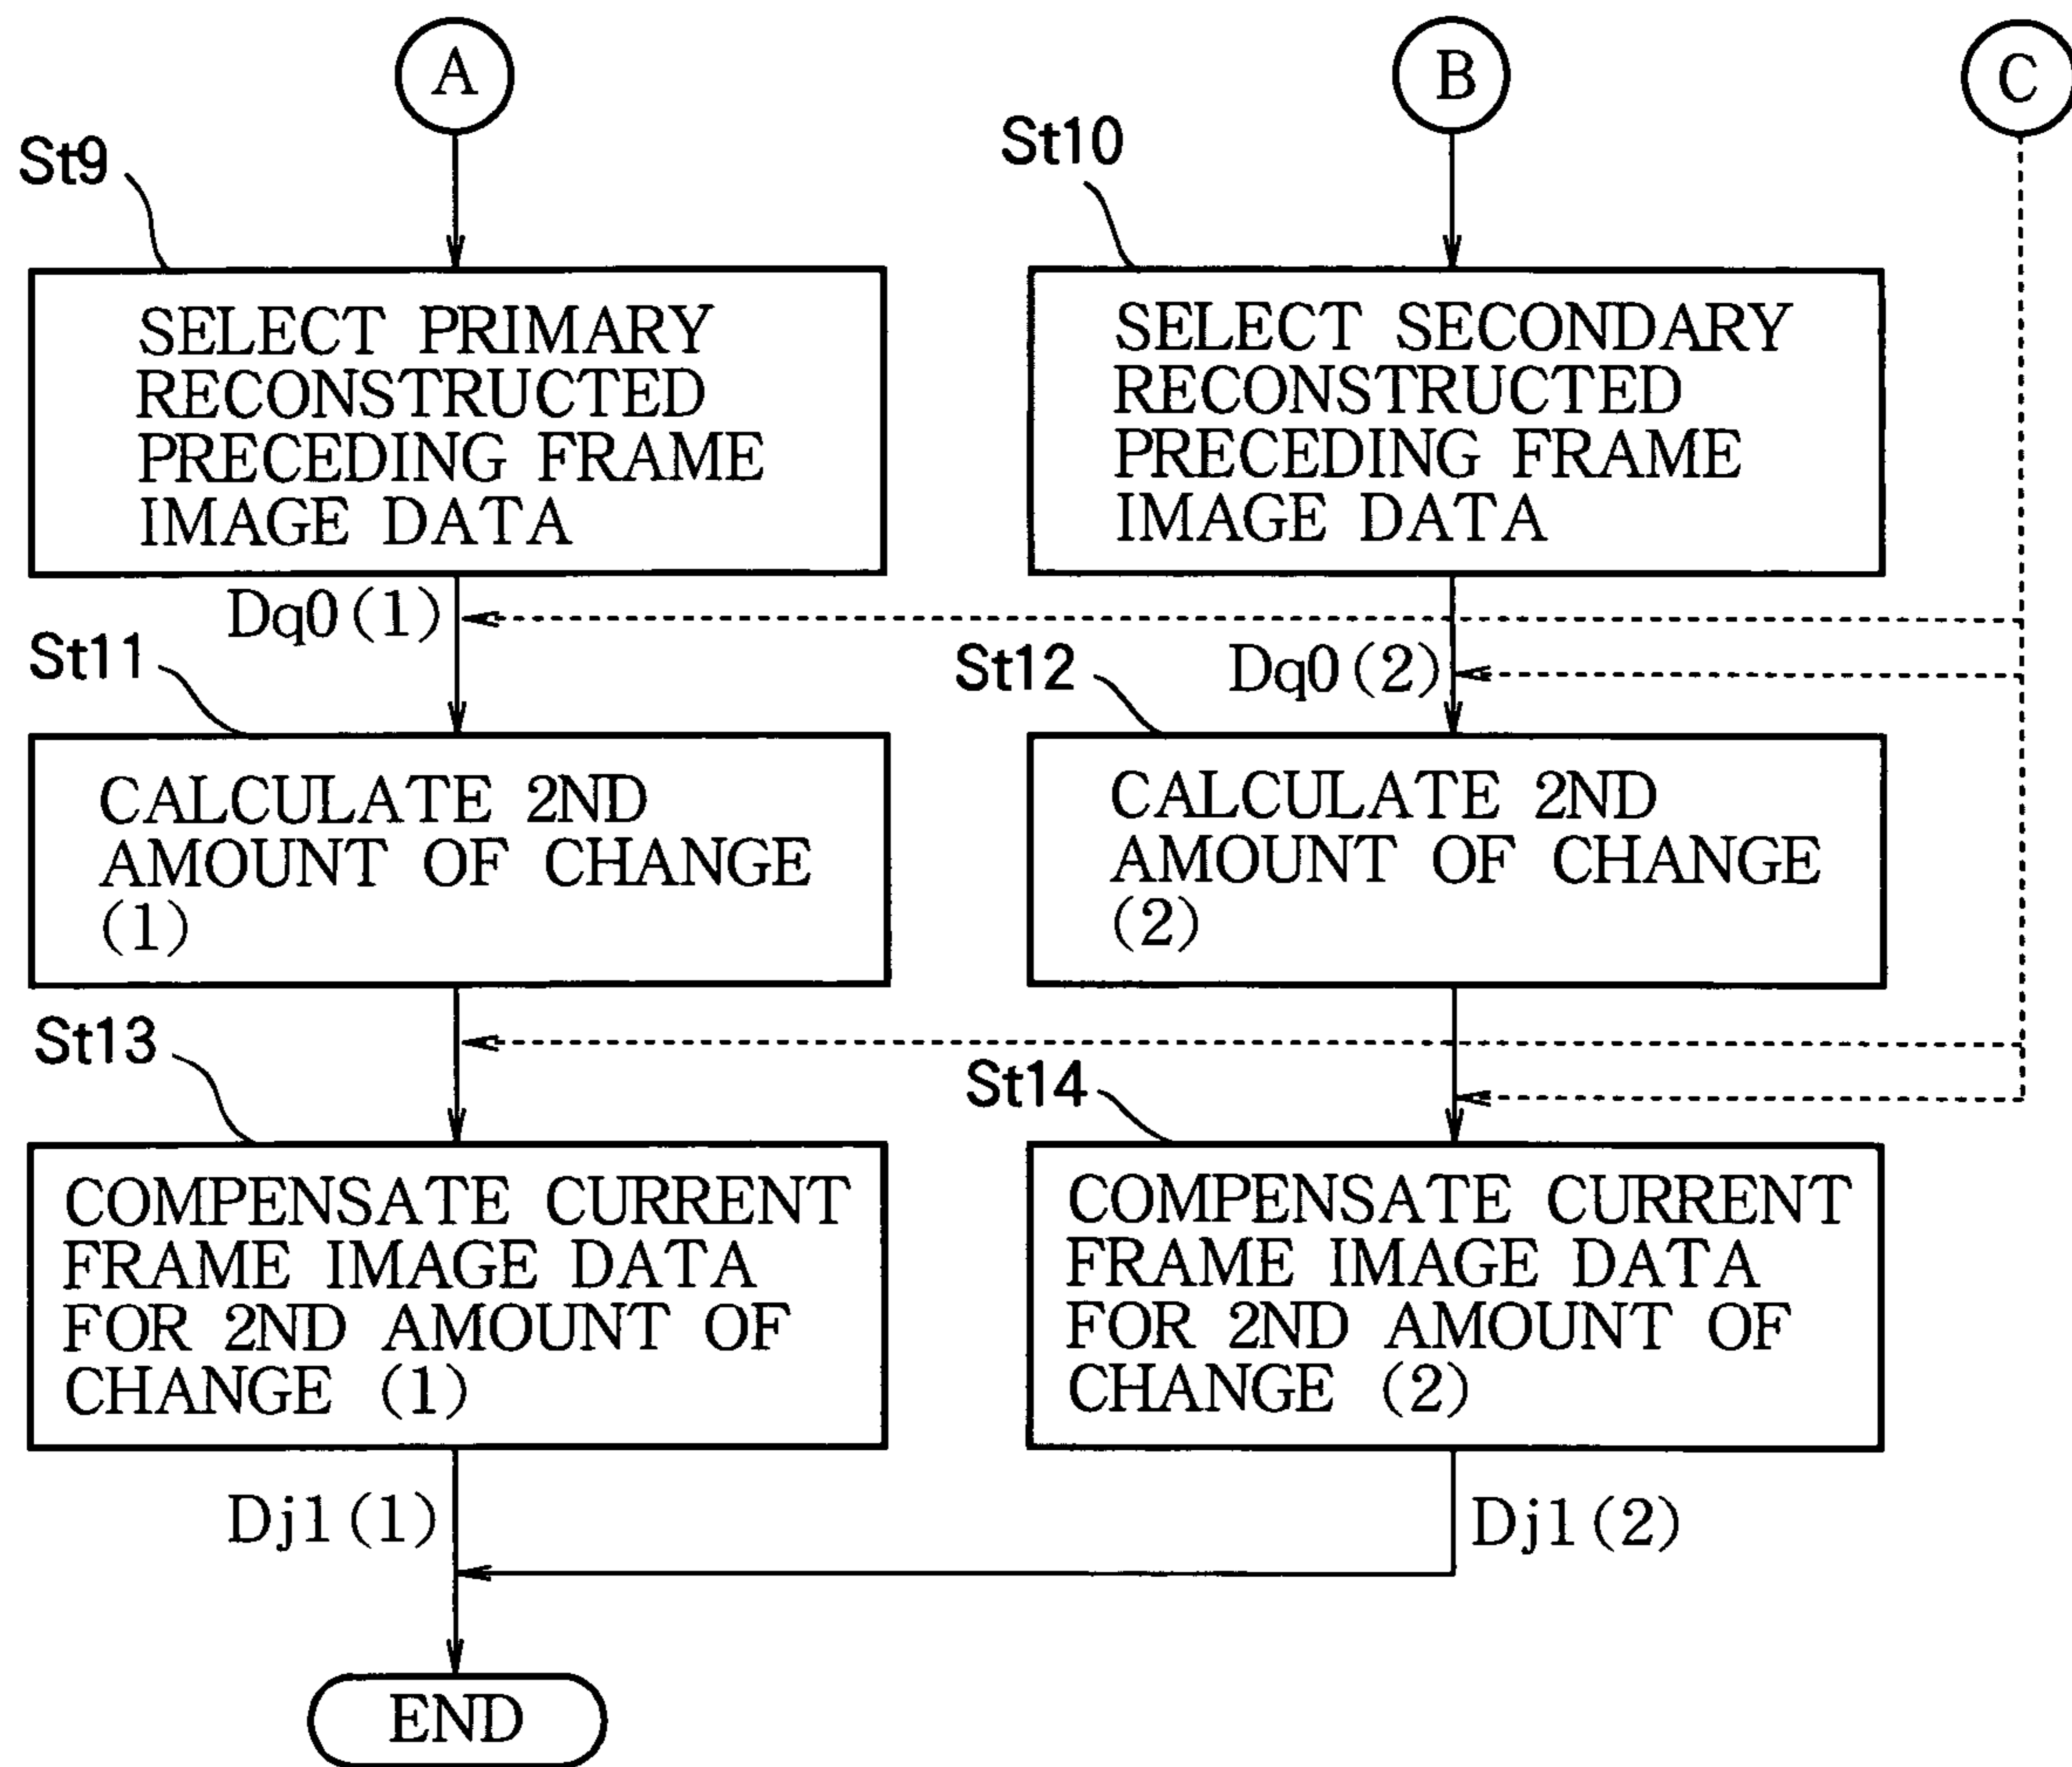 A
B
C
St9
St10
SELECT PRIMARY
RECONSTRUCTED
PRECEDING FRAME
IMAGE DATA
SELECT SECONDARY
RECONSTRUCTED
PRECEDING FRAME
IMAGE DATA
Dq0(1)
Dq0(2)
St11
St12
CALCULATE 2ND
AMOUNT OF CHANGE
(1)
CALCULATE 2ND
AMOUNT OF CHANGE
(2)
St13
St14
COMPENSATE CURRENT
FRAME IMAGE DATA
FOR 2ND AMOUNT OF
CHANGE (1)
COMPENSATE CURRENT
FRAME IMAGE DATA
FOR 2ND AMOUNT OF
CHANGE (2)
Dj1(1)
Dj1(2)
END